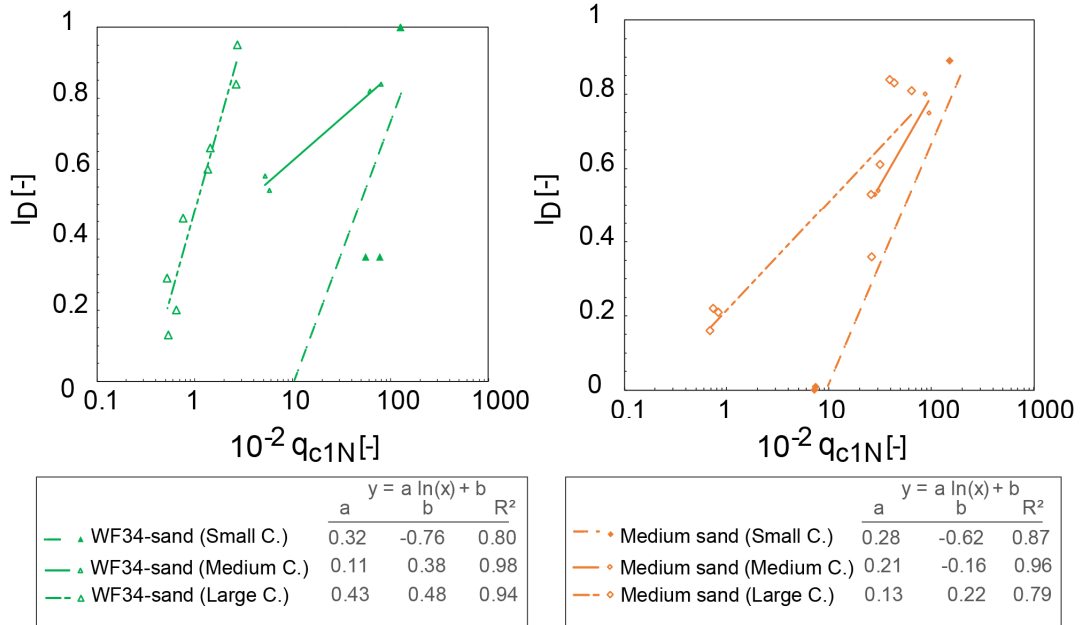 1
0.8
0.6
0.4
0.2
0
I_D [-]
0.1 1 10 100 1000
10^-2 q_c1N [-]
1
0.8
0.6
0.4
0.2
0
I_D [-]
0.1 1 10 100 1000
10^-2 q_c1N [-]
y = a ln(x) + b
a b R²
WF34-sand (Small C.) 0.32 -0.76 0.80
WF34-sand (Medium C.) 0.11 0.38 0.98
WF34-sand (Large C.) 0.43 0.48 0.94
y = a ln(x) + b
a b R²
Medium sand (Small C.) 0.28 -0.62 0.87
Medium sand (Medium C.) 0.21 -0.16 0.96
Medium sand (Large C.) 0.13 0.22 0.79